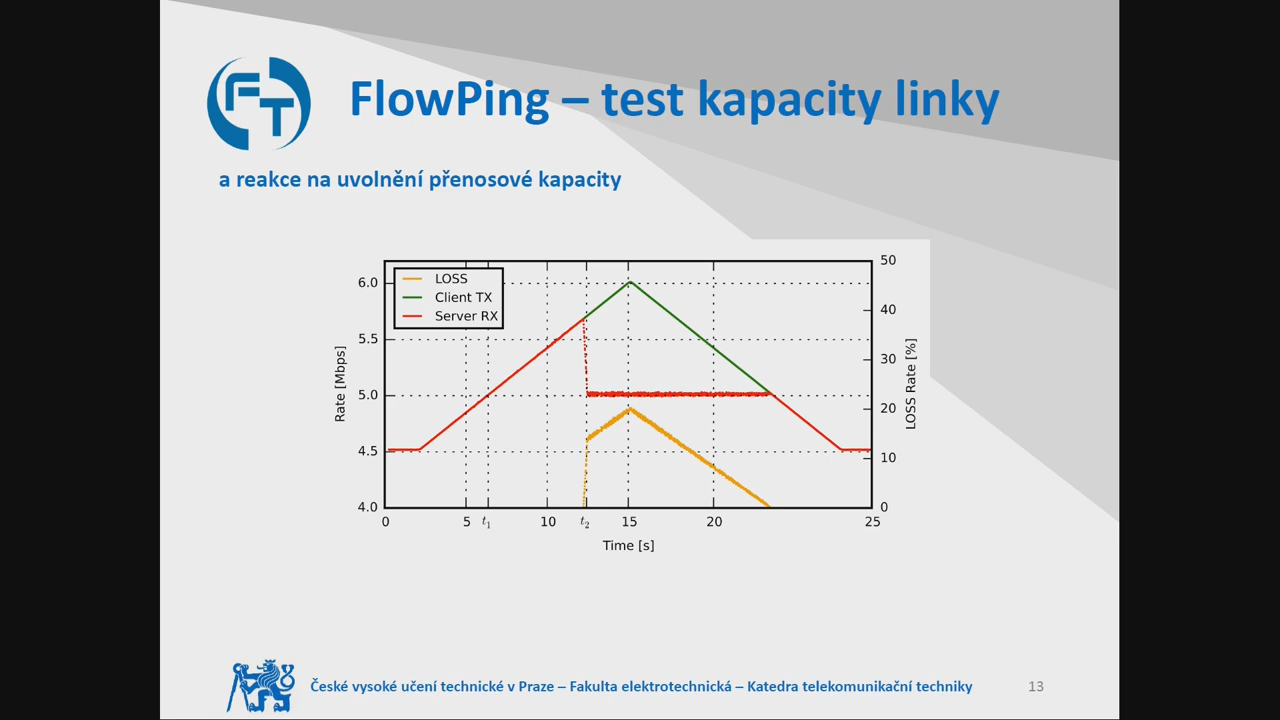 FT
FlowPing – test kapacity linky
a reakce na uvolnění přenosové kapacity
LOSS
Client TX
Server RX
6.0
5.5
5.0
4.5
4.0
Rate [Mbps]
50
40
30
20
10
0
LOSS Rate [%]
0 5 t₁ 10 t₂ 15 20 25
Time [s]
České vysoké učení technické v Praze – Fakulta elektrotechnická – Katedra telekomunikační techniky
13